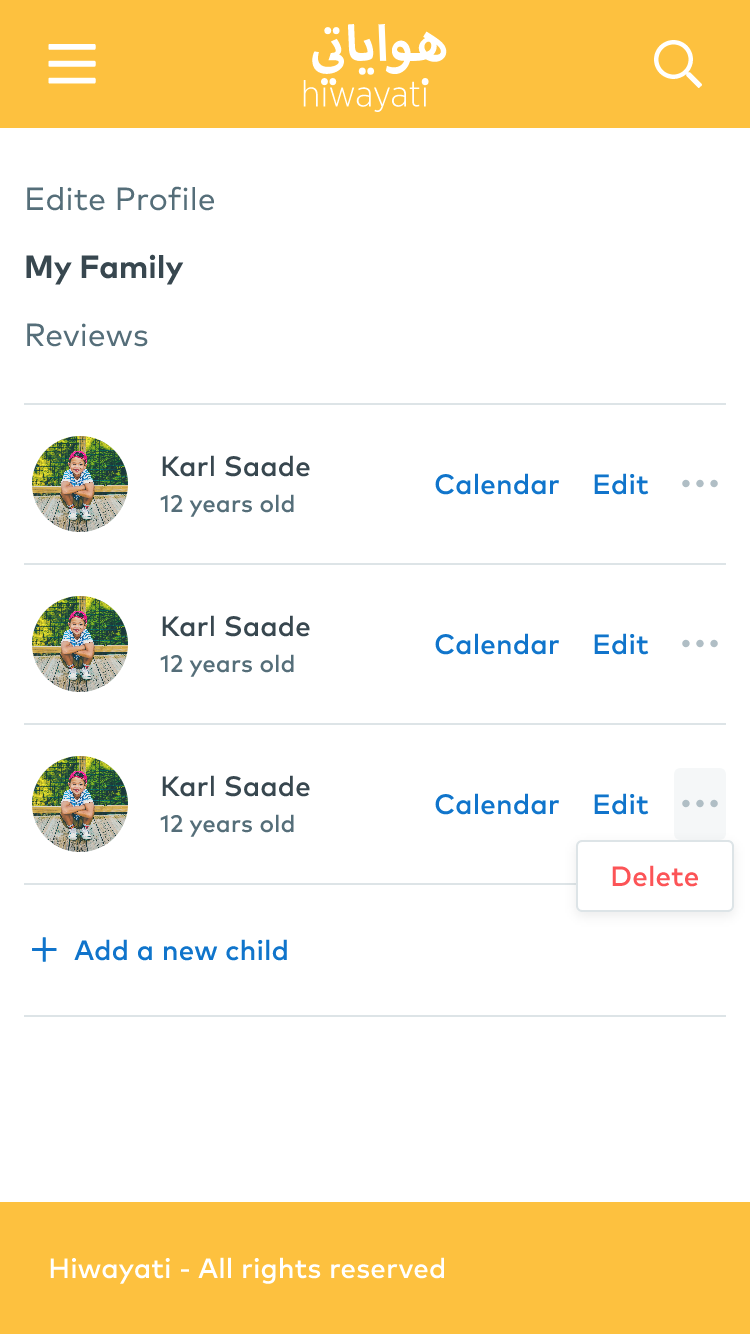 هواياتي
hiwayati
Edite Profile
My Family
Reviews
Karl Saade
12 years old
Calendar
Edit
Karl Saade
12 years old
Calendar
Edit
Karl Saade
12 years old
Calendar
Edit
Delete
+ Add a new child
Hiwayati - All rights reserved